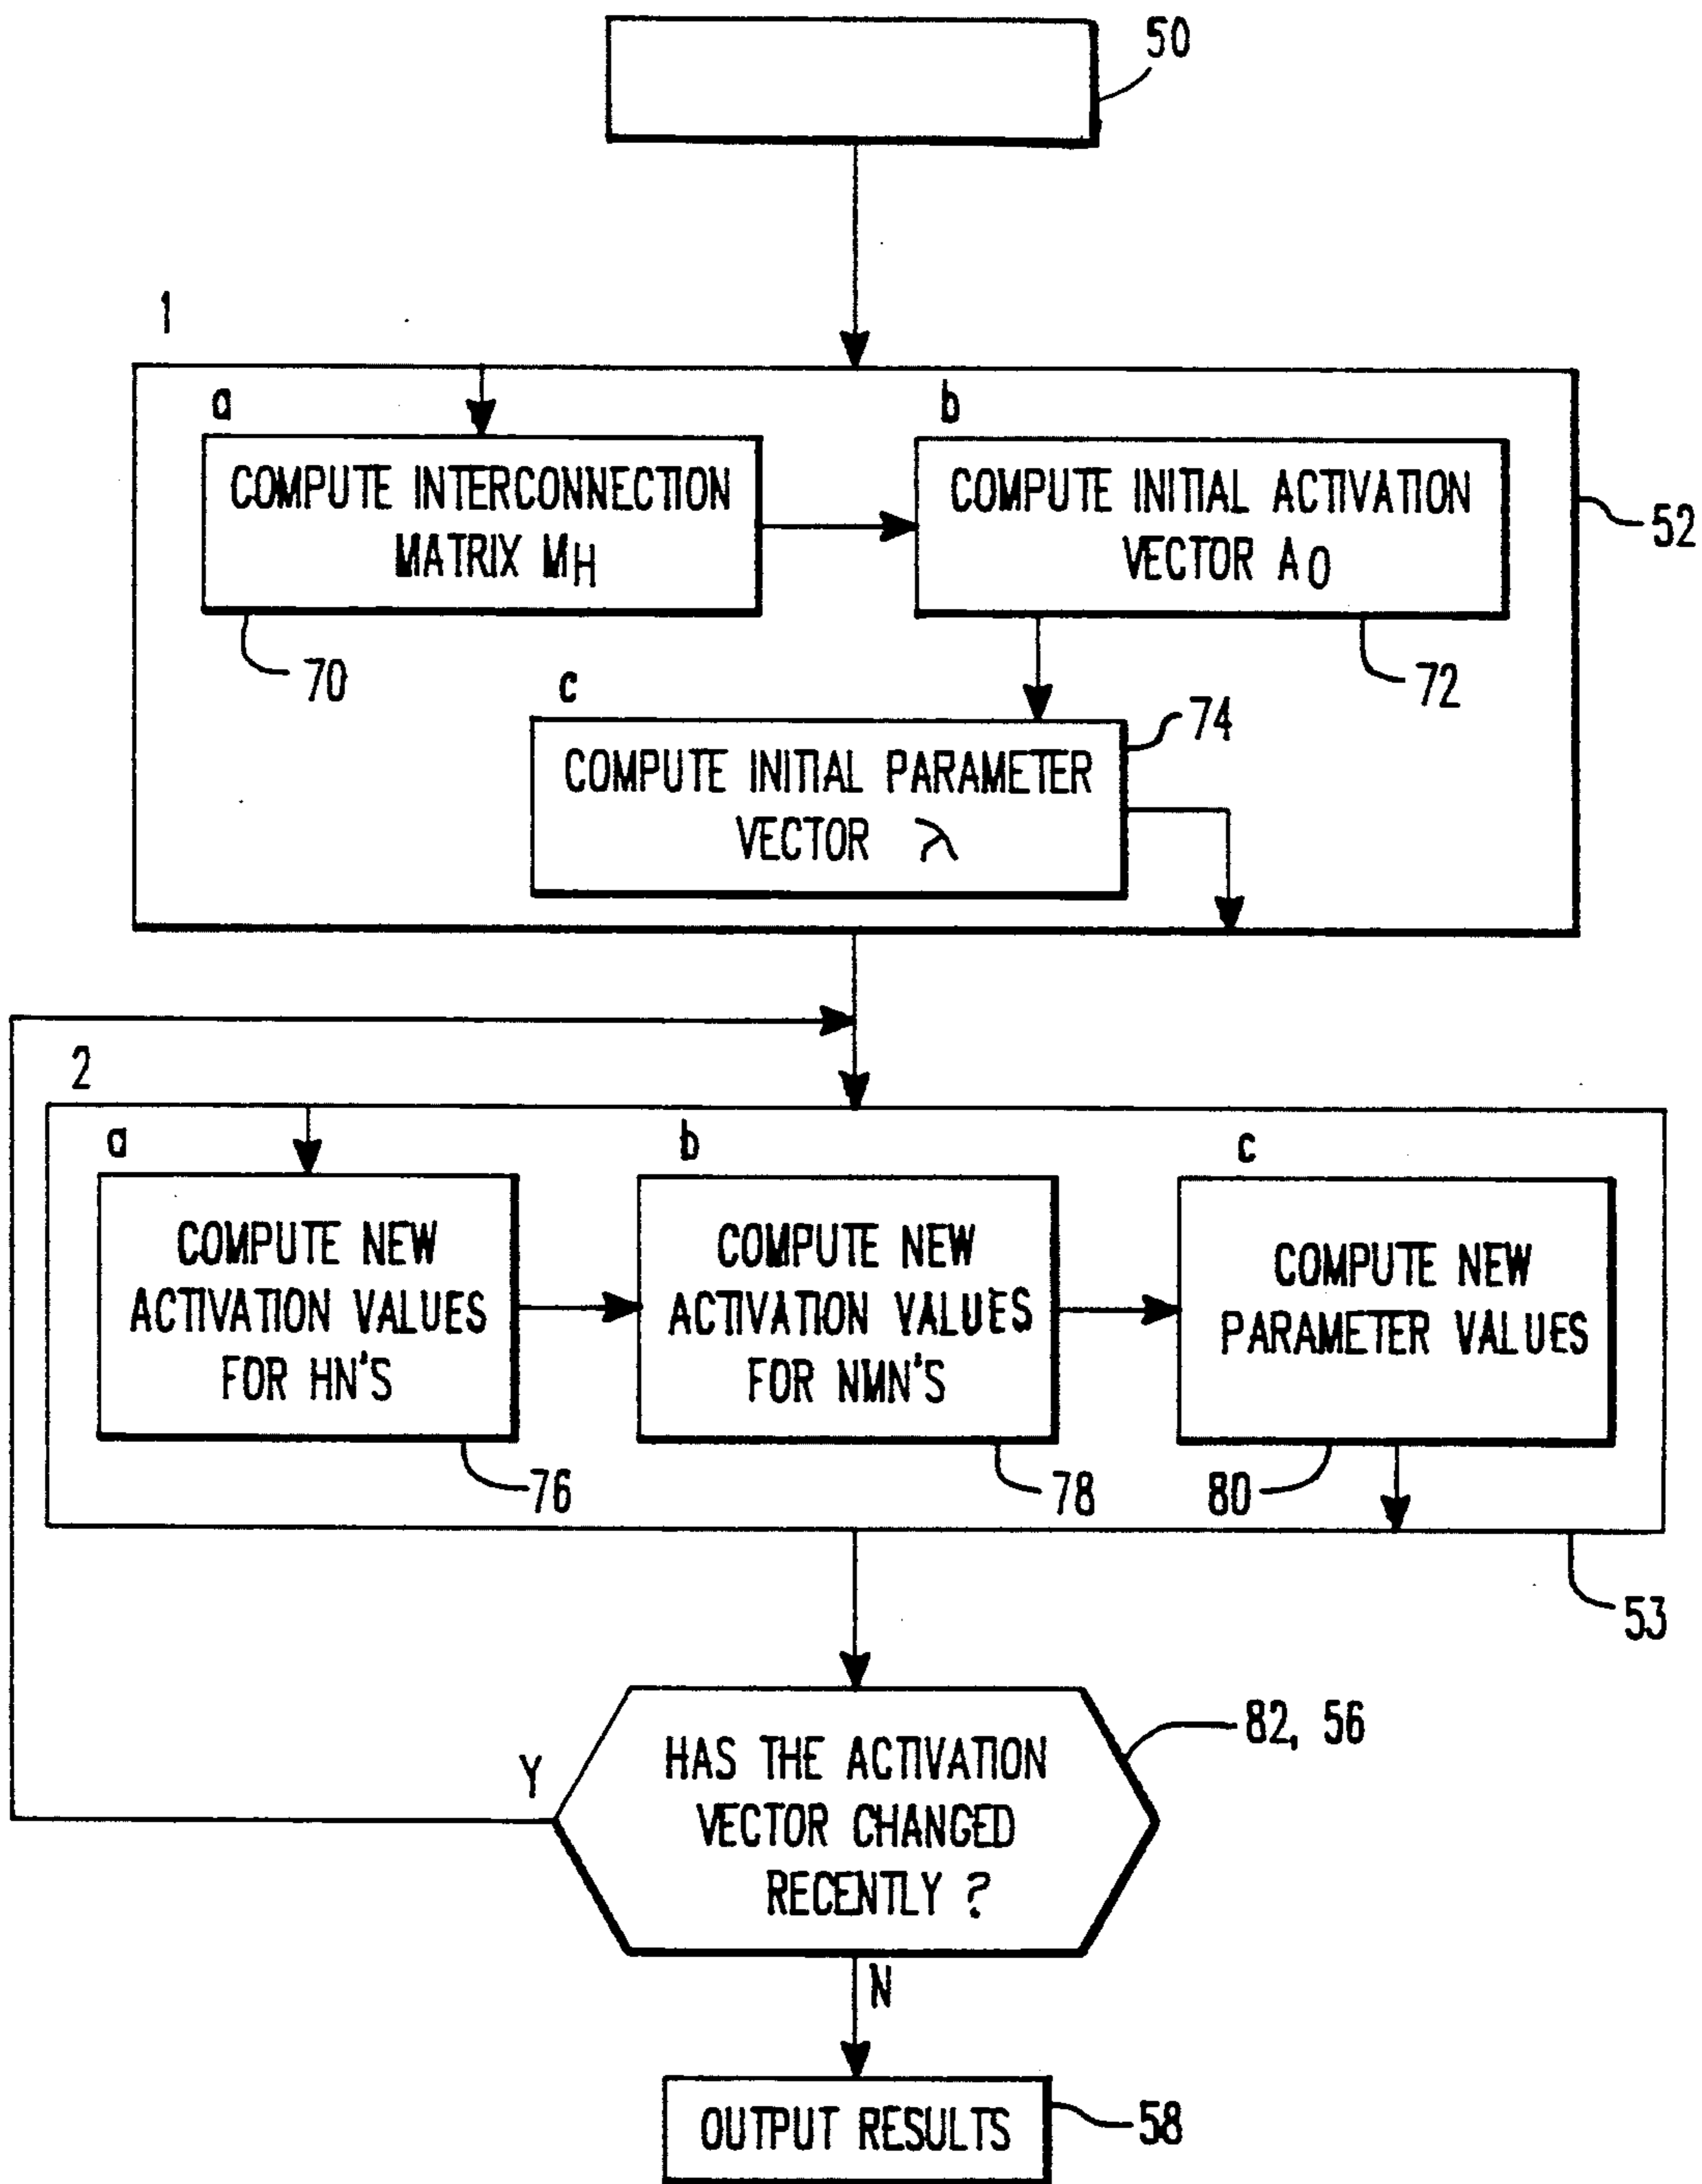 50
1
a
b
COMPUTE INTERCONNECTION
MATRIX MH
COMPUTE INITIAL ACTIVATION
VECTOR A0
52
70
72
c
74
COMPUTE INITIAL PARAMETER
VECTOR λ
2
a
b
c
COMPUTE NEW
ACTIVATION VALUES
FOR HN'S
COMPUTE NEW
ACTIVATION VALUES
FOR NMN'S
COMPUTE NEW
PARAMETER VALUES
76
78
80
53
82, 56
Y
HAS THE ACTIVATION
VECTOR CHANGED
RECENTLY ?
N
OUTPUT RESULTS
58